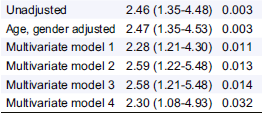 Unadjusted 2.46 (1.35-4.48) 0.003
Age, gender adjusted 2.47 (1.35-4.53) 0.003
Multivariate model 1 2.28 (1.21-4.30) 0.011
Multivariate model 2 2.59 (1.22-5.48) 0.013
Multivariate model 3 2.58 (1.21-5.48) 0.014
Multivariate model 4 2.30 (1.08-4.93) 0.032